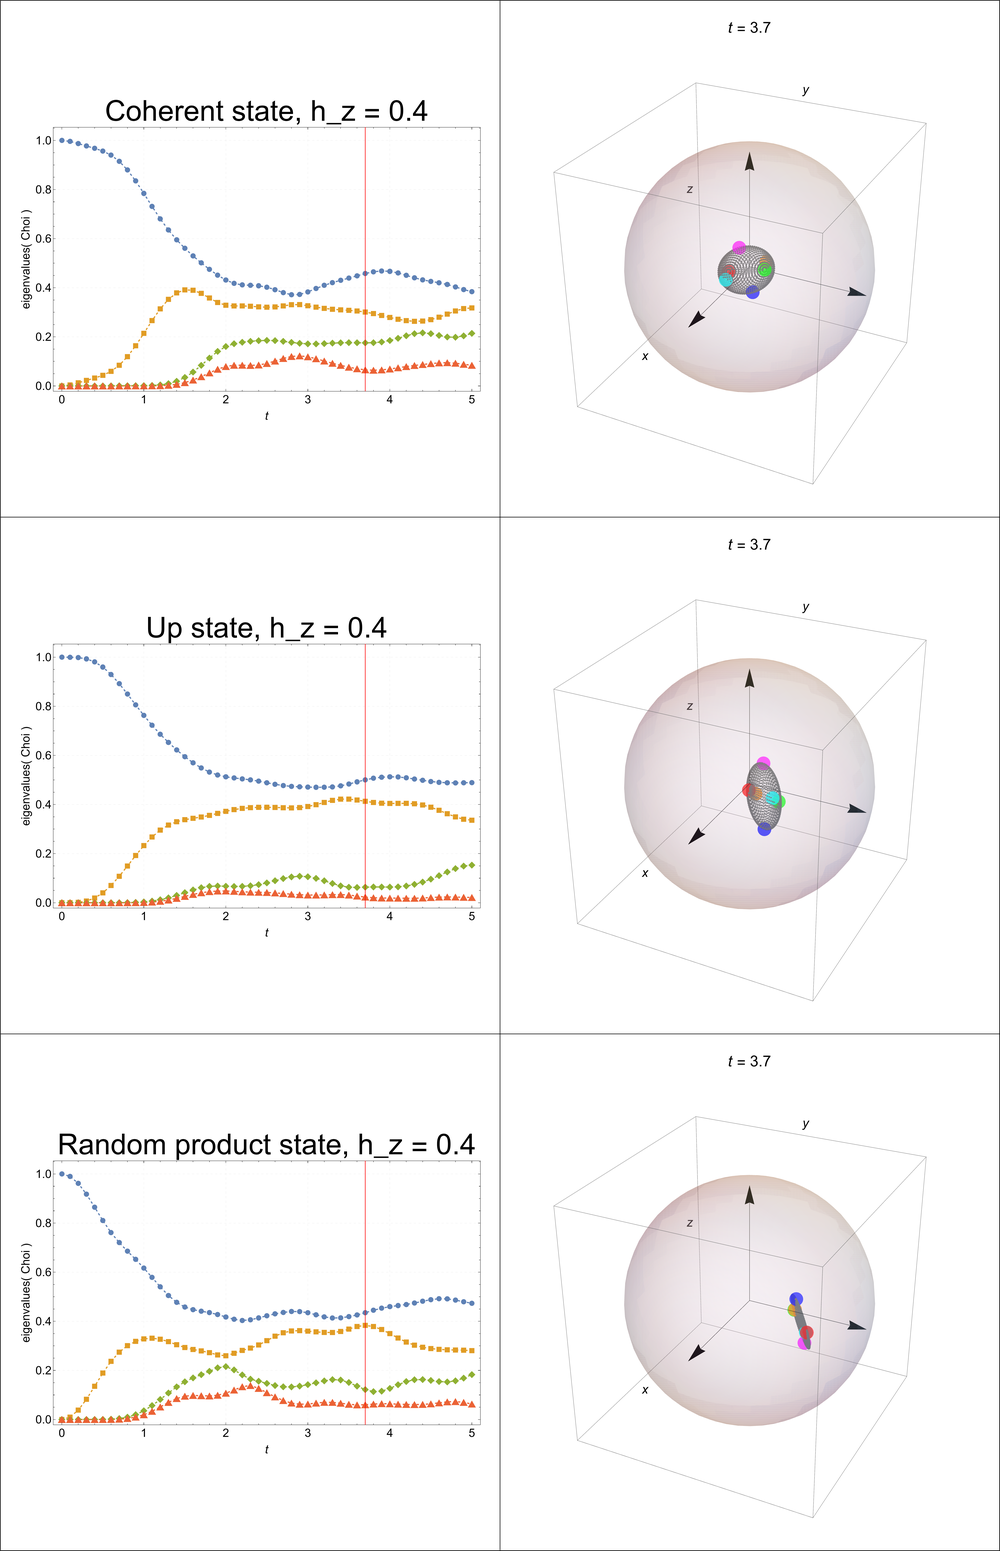 t = 3.7
Coherent state, h_z = 0.4
eigenvalues( Choi )
1.0
0.8
0.6
0.4
0.2
0.0
0 1 2 3 4 5
t
y
z
x
t = 3.7
Up state, h_z = 0.4
eigenvalues( Choi )
1.0
0.8
0.6
0.4
0.2
0.0
0 1 2 3 4 5
t
y
z
x
t = 3.7
Random product state, h_z = 0.4
eigenvalues( Choi )
1.0
0.8
0.6
0.4
0.2
0.0
0 1 2 3 4 5
t
y
z
x